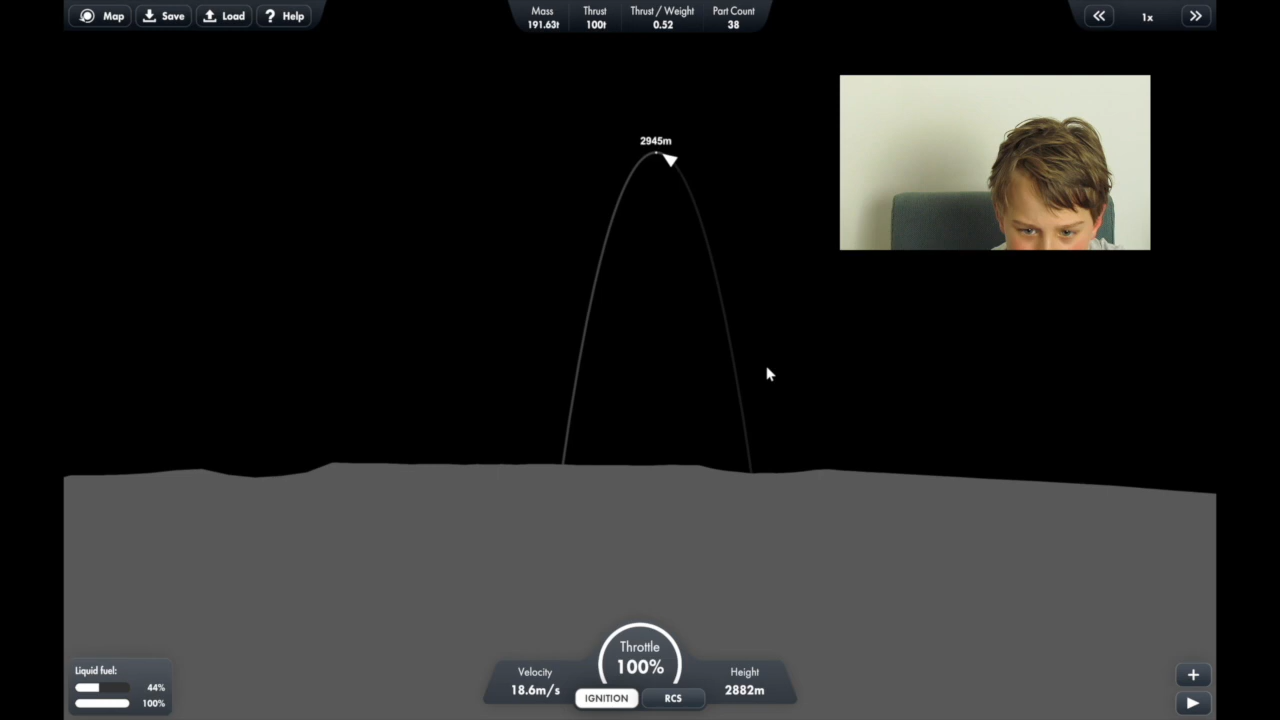 Map Save Load ? Help
Mass Thrust Thrust / Weight Part Count
191.63t 100t 0.52 38
1x
2945m
Liquid fuel:
44%
100%
Throttle
100%
Velocity
18.6m/s
IGNITION RCS
Height
2882m